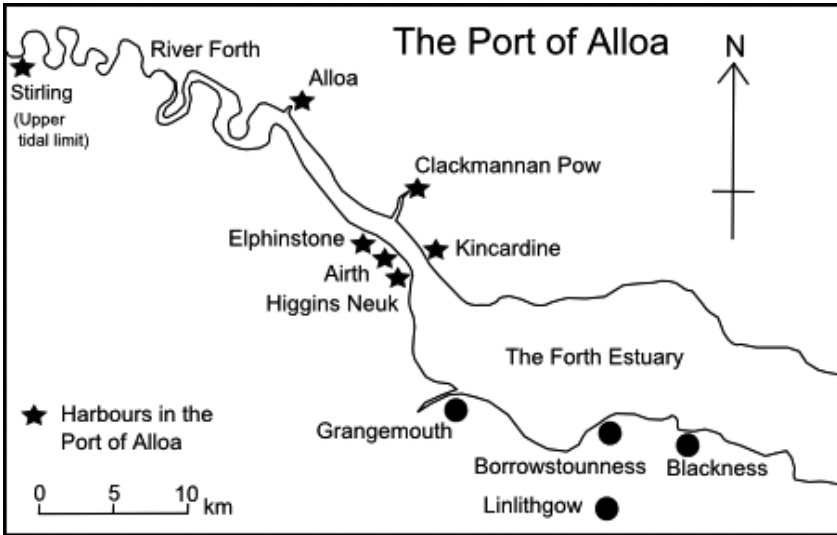 The Port of Alloa
N
River Forth
Stirling
(Upper
tidal limit)
Alloa
Clackmannan Pow
Elphinstone
Kincardine
Airth
Higgins Neuk
The Forth Estuary
Harbours in the
Port of Alloa
Grangemouth
Borrowstounness
Blackness
Linlithgow
0 5 10
km